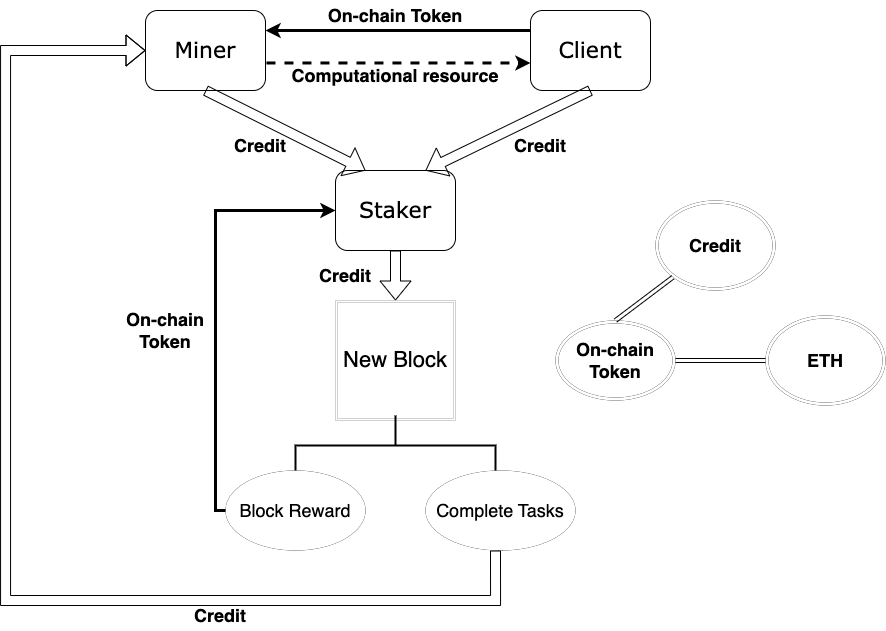 On-chain Token
Miner
Client
Computational resource
Credit
Credit
Staker
Credit
Credit
On-chain
Token
New Block
On-chain
Token
ETH
Block Reward
Complete Tasks
Credit